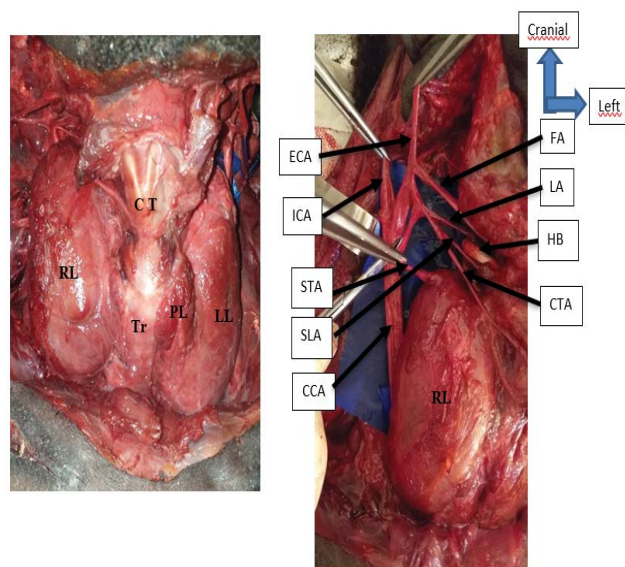 C T
RL
Tr
PL
LL
Cranial
Left
ECA
ICA
STA
SLA
CCA
FA
LA
HB
CTA
RL